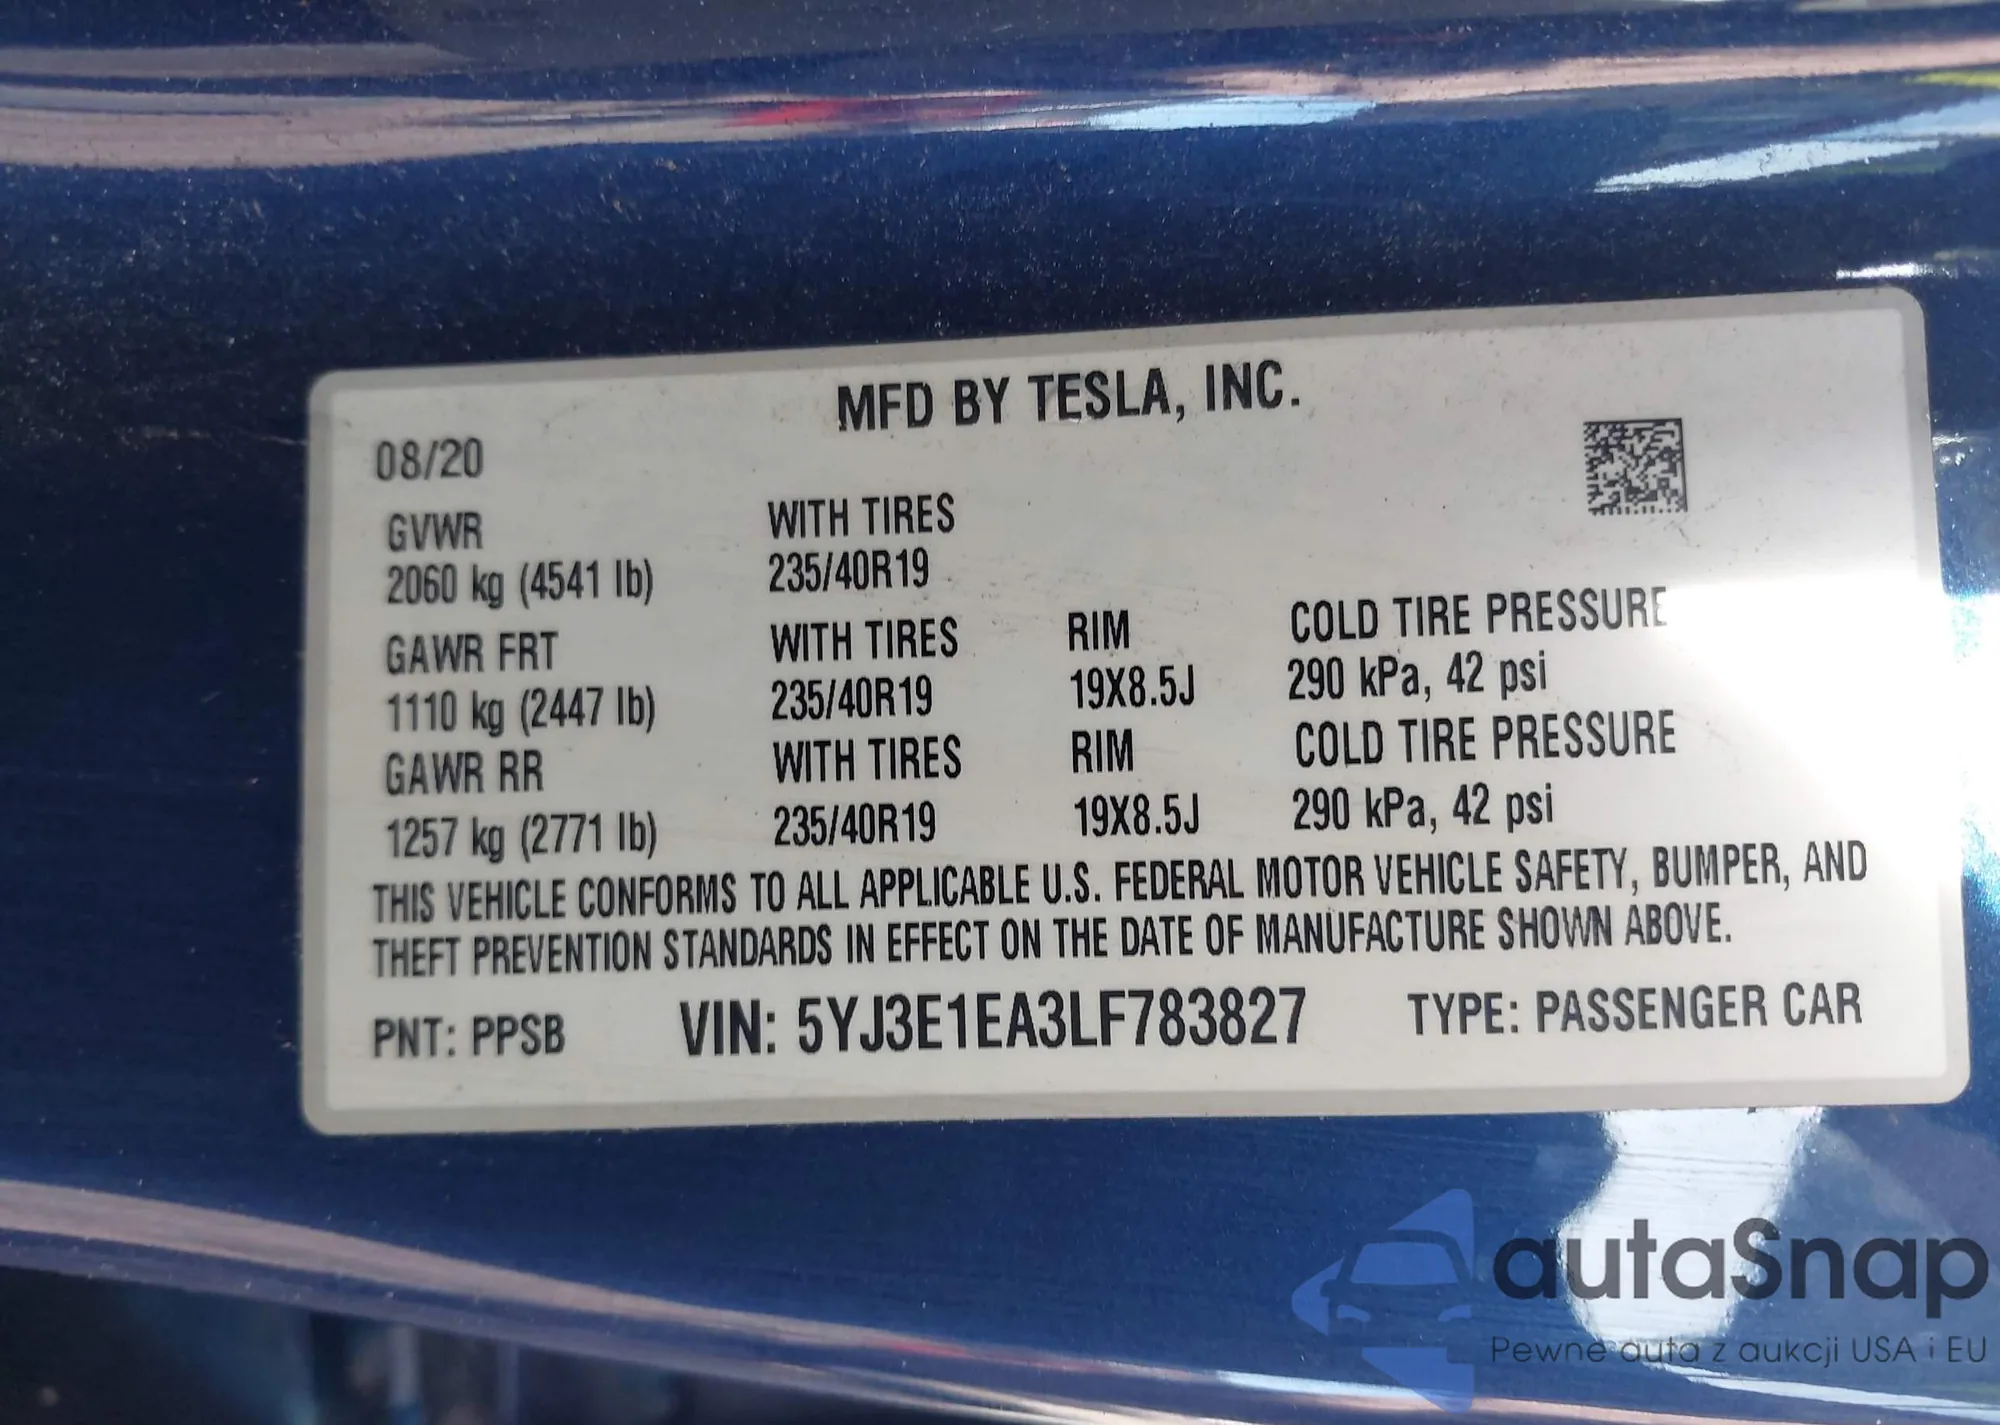 MFD BY TESLA, INC.
08/20
GVWR WITH TIRES
2060 kg (4541 lb) 235/40R19
GAWR FRT WITH TIRES RIM COLD TIRE PRESSURE
1110 kg (2447 lb) 235/40R19 19X8.5J 290 kPa, 42 psi
GAWR RR WITH TIRES RIM COLD TIRE PRESSURE
1257 kg (2771 lb) 235/40R19 19X8.5J 290 kPa, 42 psi
THIS VEHICLE CONFORMS TO ALL APPLICABLE U.S. FEDERAL MOTOR VEHICLE SAFETY, BUMPER, AND
THEFT PREVENTION STANDARDS IN EFFECT ON THE DATE OF MANUFACTURE SHOWN ABOVE.
PNT: PPSB VIN: 5YJ3E1EA3LF783827 TYPE: PASSENGER CAR
autaSnap
Pewne auta z aukcji USA i EU